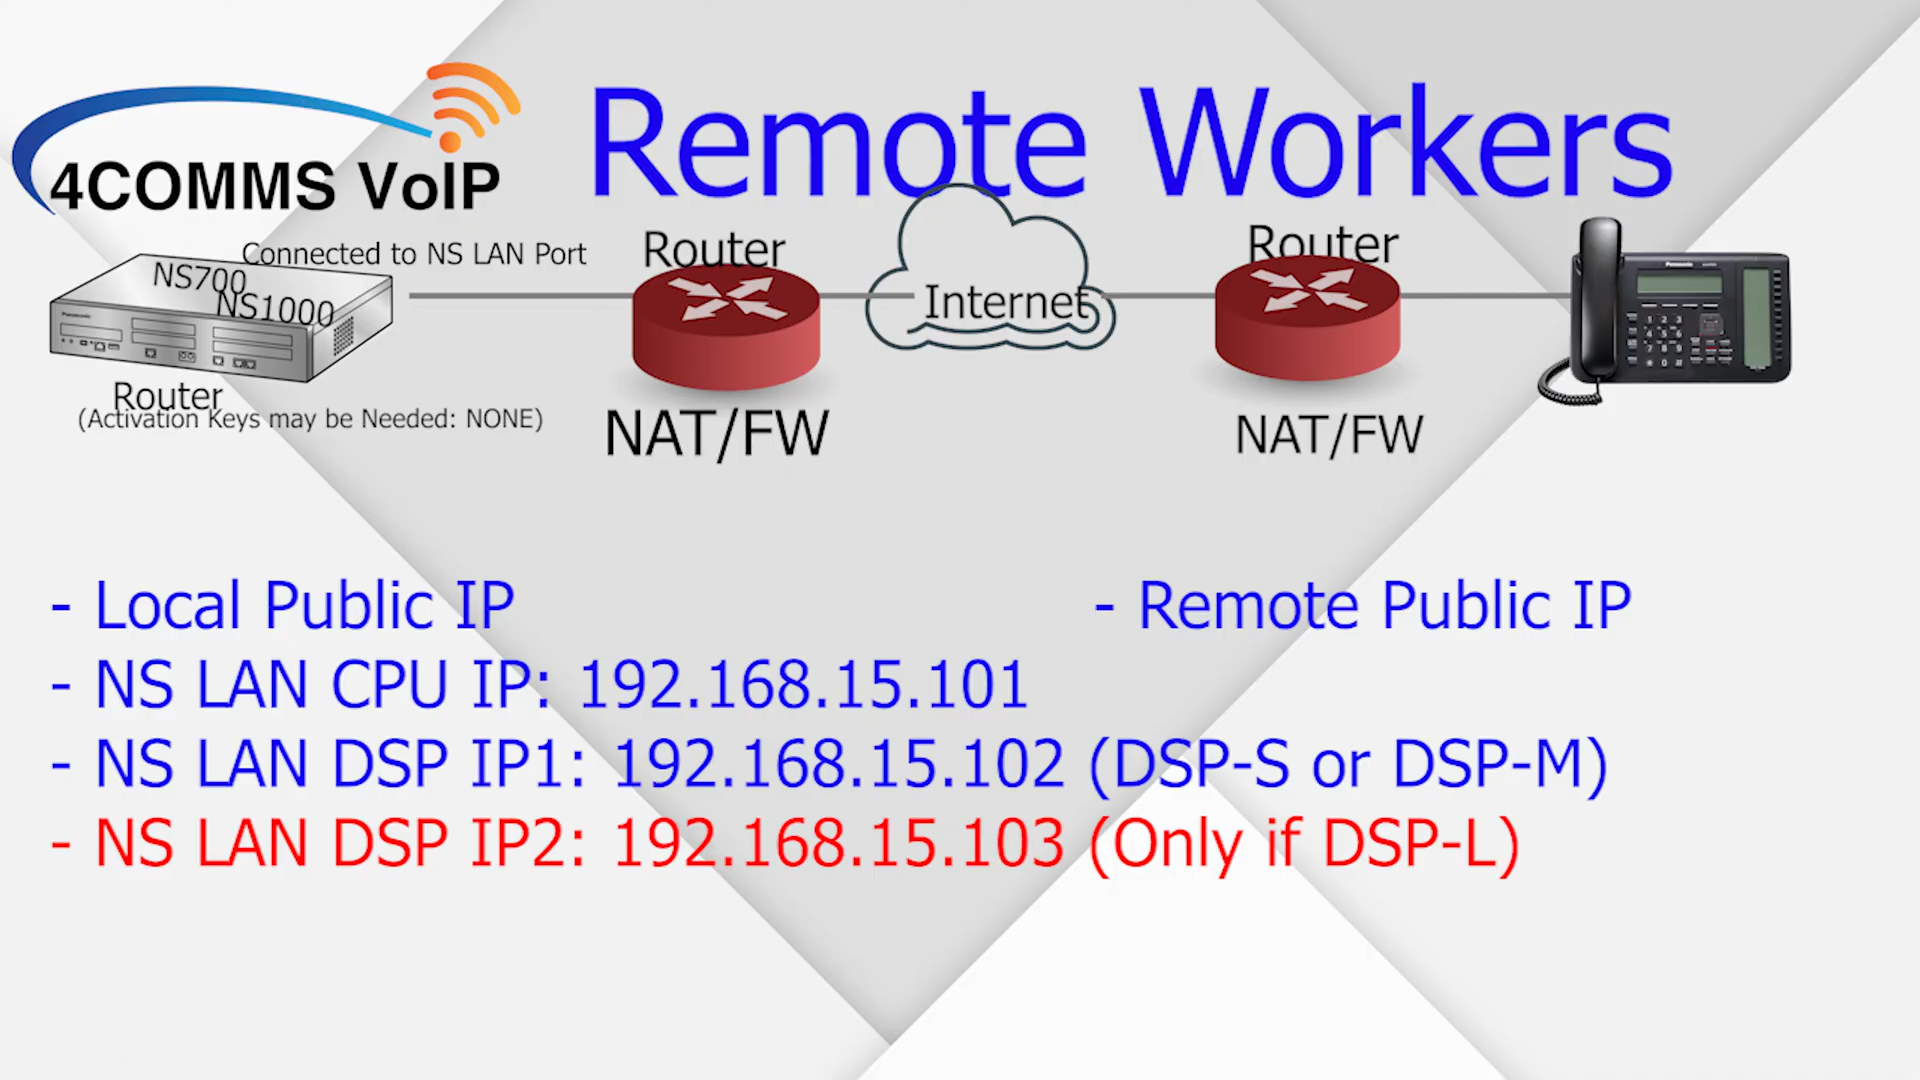 4COMMS VoIP
Remote Workers
Connected to NS LAN Port
Router
Router
NS700
NS1000
Internet
Panasonic
Router
(Activation Keys may be Needed: NONE)
NAT/FW
NAT/FW
- Local Public IP
- Remote Public IP
- NS LAN CPU IP: 192.168.15.101
- NS LAN DSP IP1: 192.168.15.102 (DSP-S or DSP-M)
- NS LAN DSP IP2: 192.168.15.103 (Only if DSP-L)